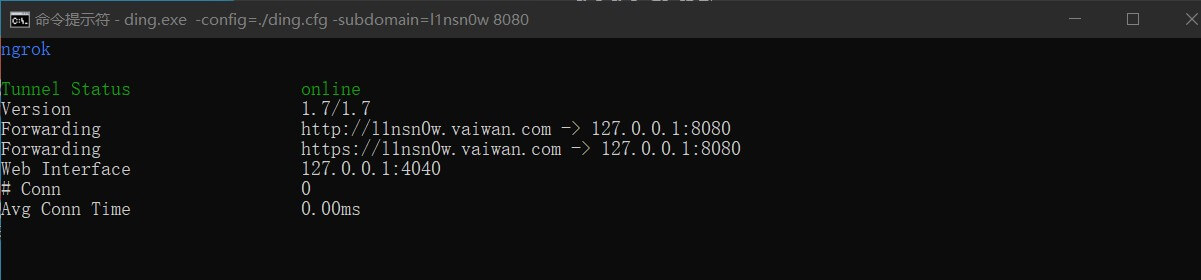 命令提示符 - ding.exe  -config=./ding.cfg -subdomain=l1nsn0w 8080
ngrok
Tunnel Status online
Version 1.7/1.7
Forwarding http://l1nsn0w.vaiwan.com -> 127.0.0.1:8080
Forwarding https://l1nsn0w.vaiwan.com -> 127.0.0.1:8080
Web Interface 127.0.0.1:4040
# Conn 0
Avg Conn Time 0.00ms